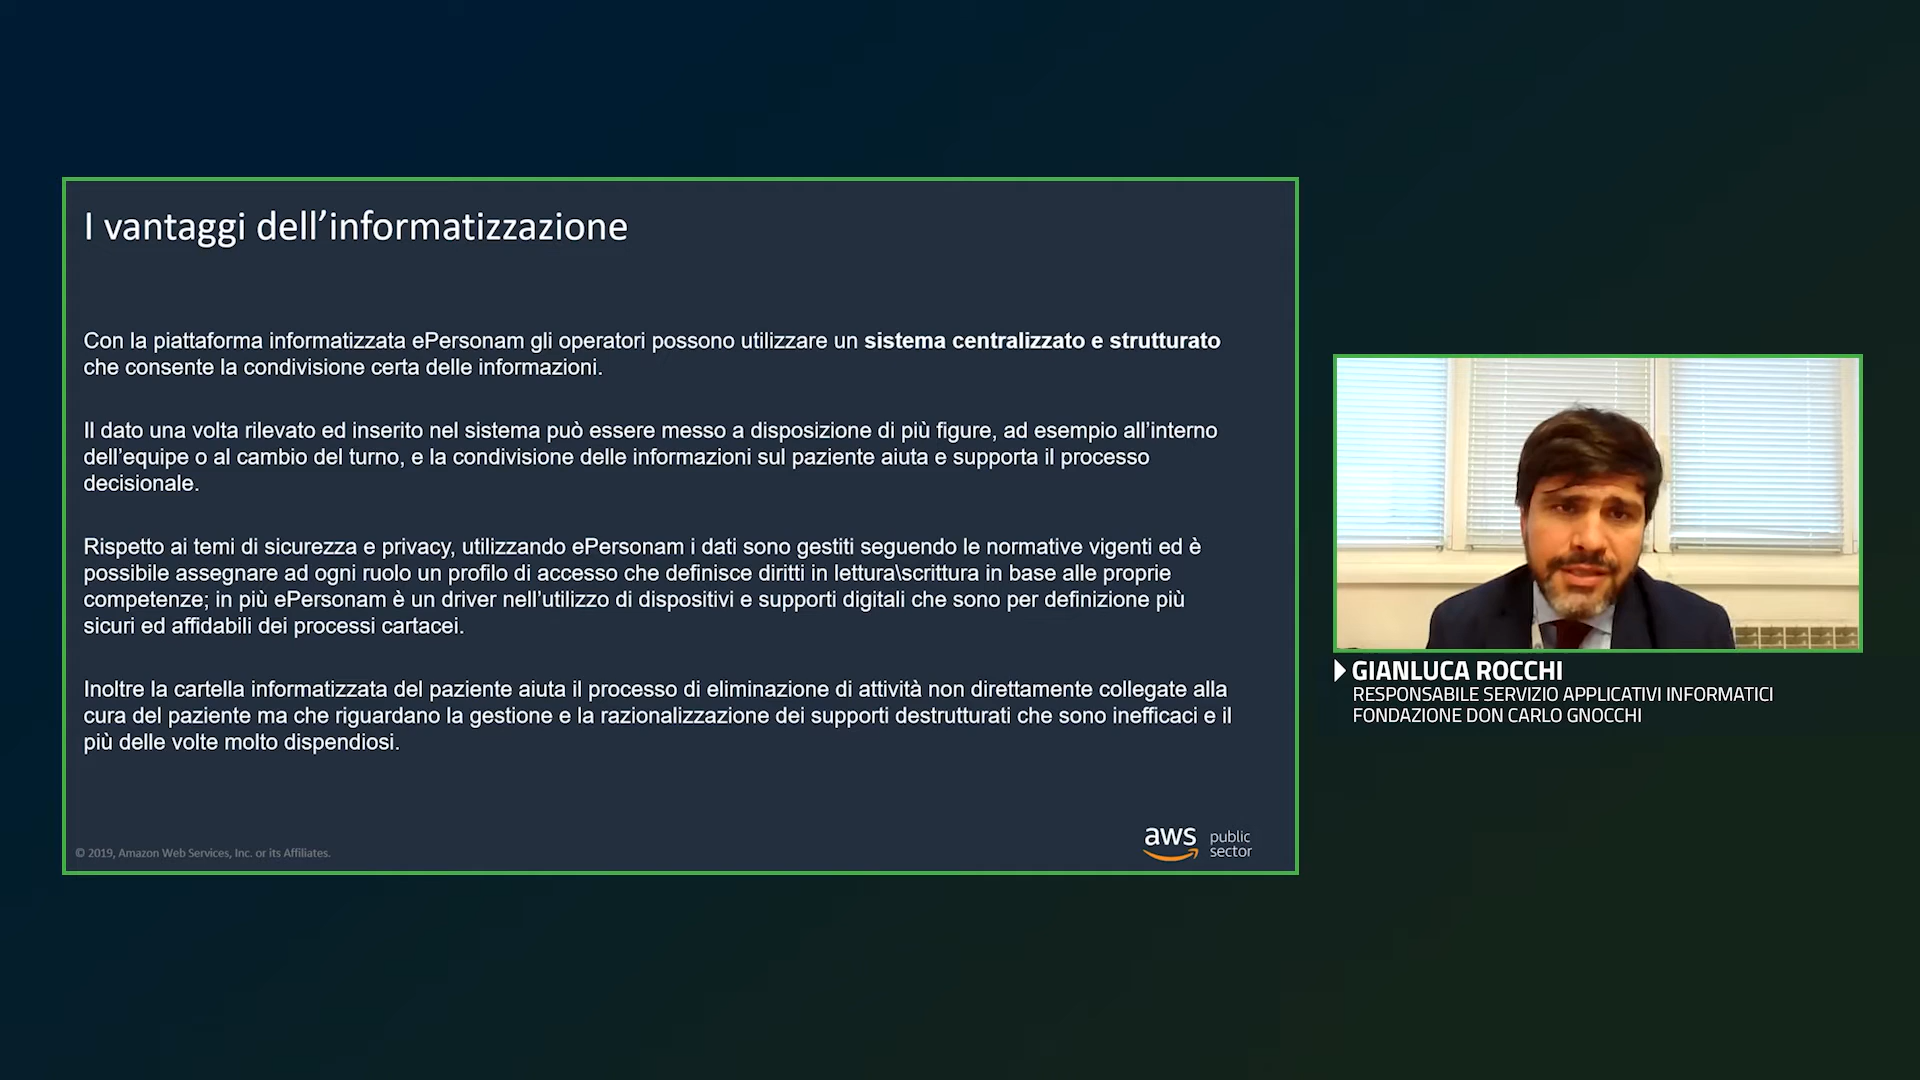 I vantaggi dell’informatizzazione
Con la piattaforma informatizzata ePersonam gli operatori possono utilizzare un sistema centralizzato e strutturato
che consente la condivisione certa delle informazioni.
Il dato una volta rilevato ed inserito nel sistema può essere messo a disposizione di più figure, ad esempio all’interno
dell’equipe o al cambio del turno, e la condivisione delle informazioni sul paziente aiuta e supporta il processo
decisionale.
Rispetto ai temi di sicurezza e privacy, utilizzando ePersonam i dati sono gestiti seguendo le normative vigenti ed è
possibile assegnare ad ogni ruolo un profilo di accesso che definisce diritti in lettura\scrittura in base alle proprie
competenze; in più ePersonam è un driver nell’utilizzo di dispositivi e supporti digitali che sono per definizione più
sicuri ed affidabili dei processi cartacei.
Inoltre la cartella informatizzata del paziente aiuta il processo di eliminazione di attività non direttamente collegate alla
cura del paziente ma che riguardano la gestione e la razionalizzazione dei supporti destrutturati che sono inefficaci e il
più delle volte molto dispendiosi.
© 2019, Amazon Web Services, Inc. or its Affiliates.
aws public
sector
GIANLUCA ROCCHI
RESPONSABILE SERVIZIO APPLICATIVI INFORMATICI
FONDAZIONE DON CARLO GNOCCHI